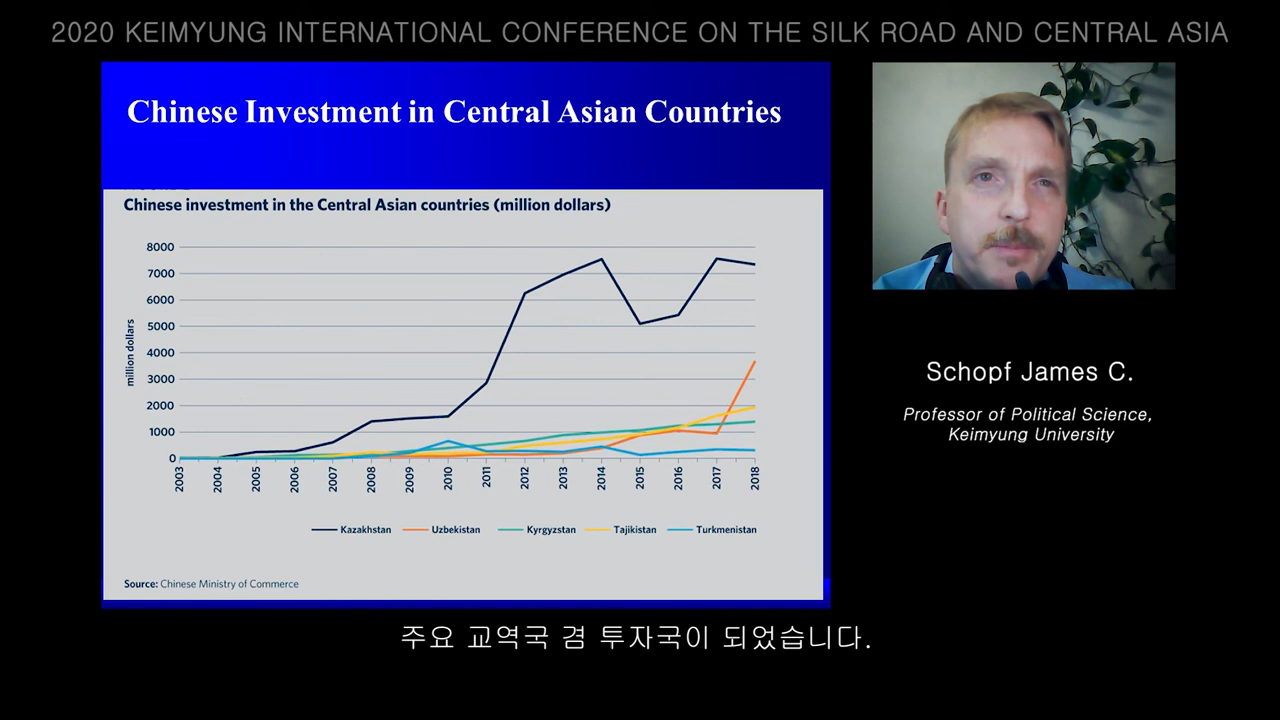 2020 KEIMYUNG INTERNATIONAL CONFERENCE ON THE SILK ROAD AND CENTRAL ASIA
Chinese Investment in Central Asian Countries
Chinese investment in the Central Asian countries (million dollars)
million dollars
8000
7000
6000
5000
4000
3000
2000
1000
0
2003 2004 2005 2006 2007 2008 2009 2010 2011 2012 2013 2014 2015 2016 2017 2018
Kazakhstan Uzbekistan Kyrgyzstan Tajikistan Turkmenistan
Source: Chinese Ministry of Commerce
Schopf James C.
Professor of Political Science,
Keimyung University
주요 교역국 겸 투자국이 되었습니다.